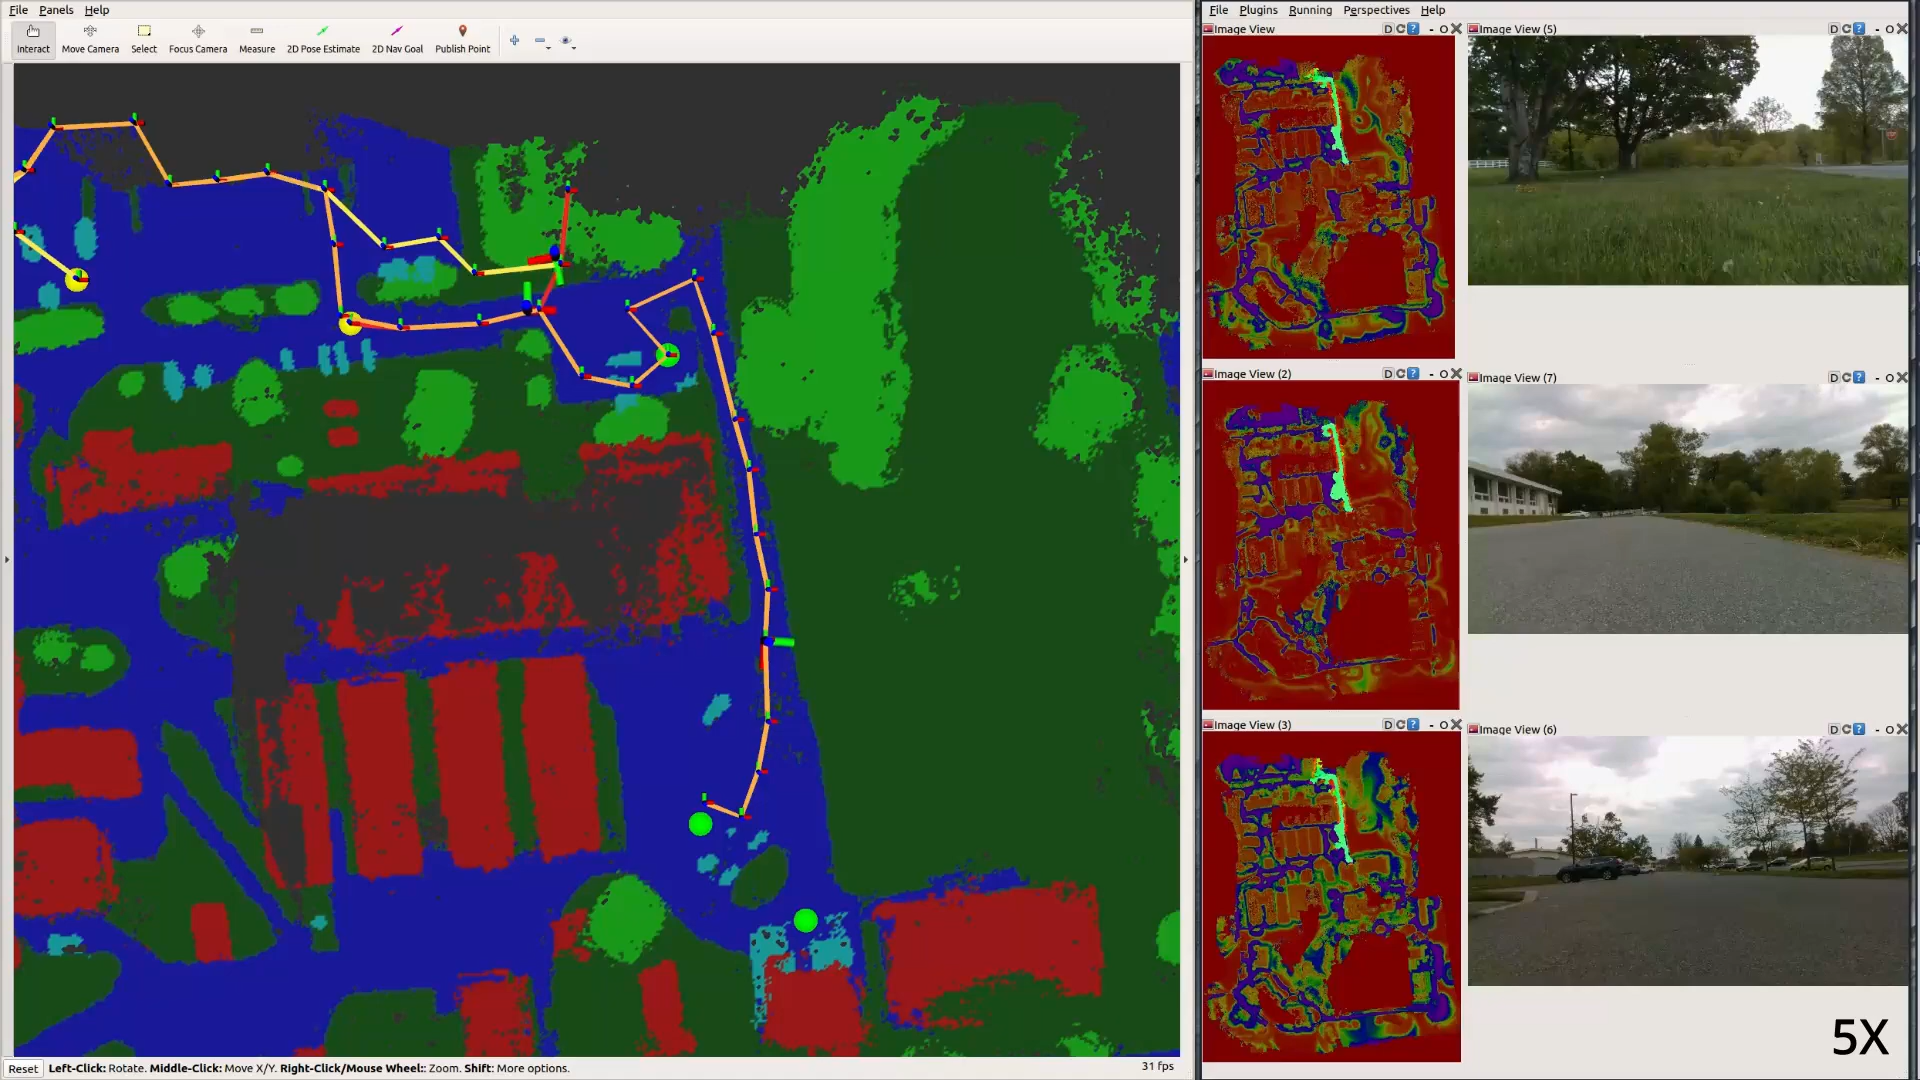 File Panels Help
Interact Move Camera Select Focus Camera Measure 2D Pose Estimate 2D Nav Goal Publish Point
Reset Left-Click: Rotate. Middle-Click: Move X/Y. Right-Click/Mouse Wheel:: Zoom. Shift: More options. 31 fps
File Plugins Running Perspectives Help
Image View D C ? - O X
Image View (5) D C ? - O X
Image View (2) D C ? - O X
Image View (7) D C ? - O X
Image View (3) D C ? - O X
Image View (6) D C ? - O X
5X